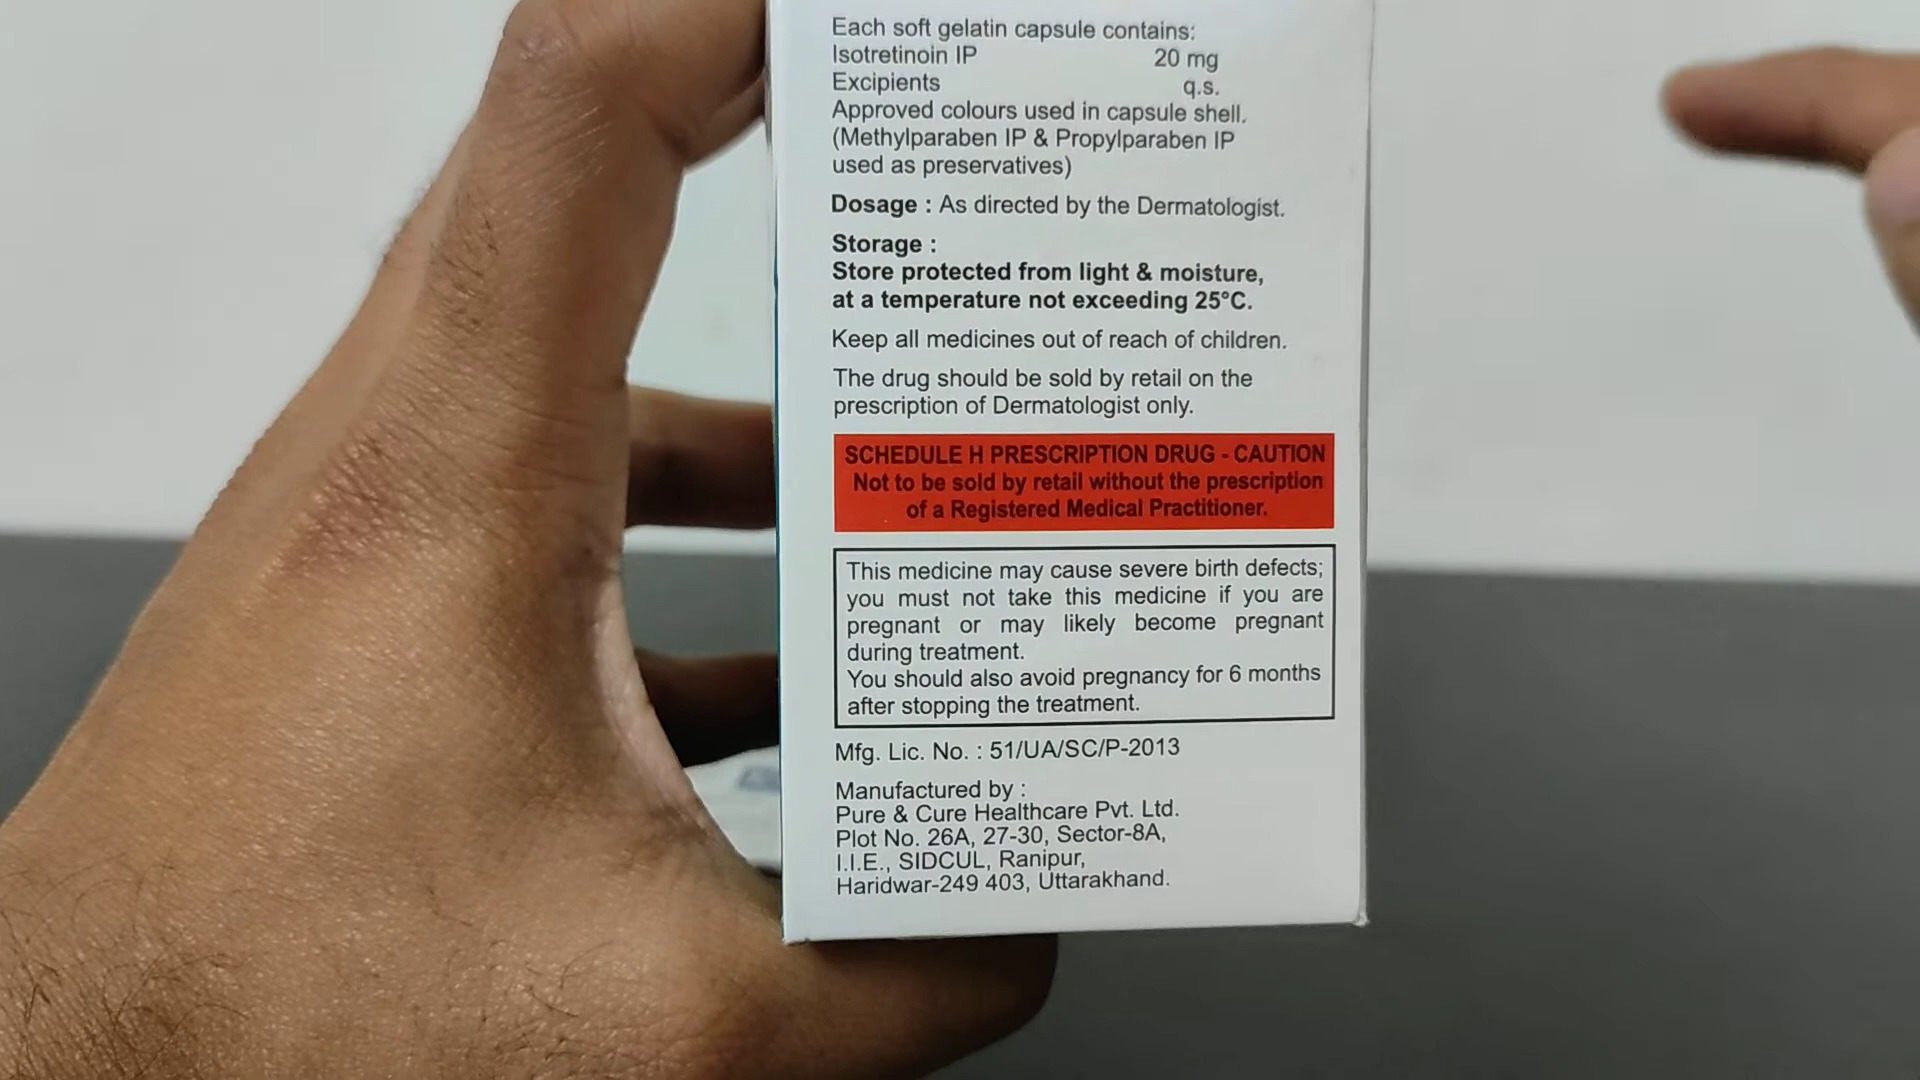 Each soft gelatin capsule contains:
Isotretinoin IP 20 mg
Excipients q.s.
Approved colours used in capsule shell.
(Methylparaben IP & Propylparaben IP
used as preservatives)
Dosage : As directed by the Dermatologist.
Storage :
Store protected from light & moisture,
at a temperature not exceeding 25°C.
Keep all medicines out of reach of children.
The drug should be sold by retail on the
prescription of Dermatologist only.
SCHEDULE H PRESCRIPTION DRUG - CAUTION
Not to be sold by retail without the prescription
of a Registered Medical Practitioner.
This medicine may cause severe birth defects;
you must not take this medicine if you are
pregnant or may likely become pregnant
during treatment.
You should also avoid pregnancy for 6 months
after stopping the treatment.
Mfg. Lic. No. : 51/UA/SC/P-2013
Manufactured by :
Pure & Cure Healthcare Pvt. Ltd.
Plot No. 26A, 27-30, Sector-8A,
I.I.E., SIDCUL, Ranipur,
Haridwar-249 403, Uttarakhand.